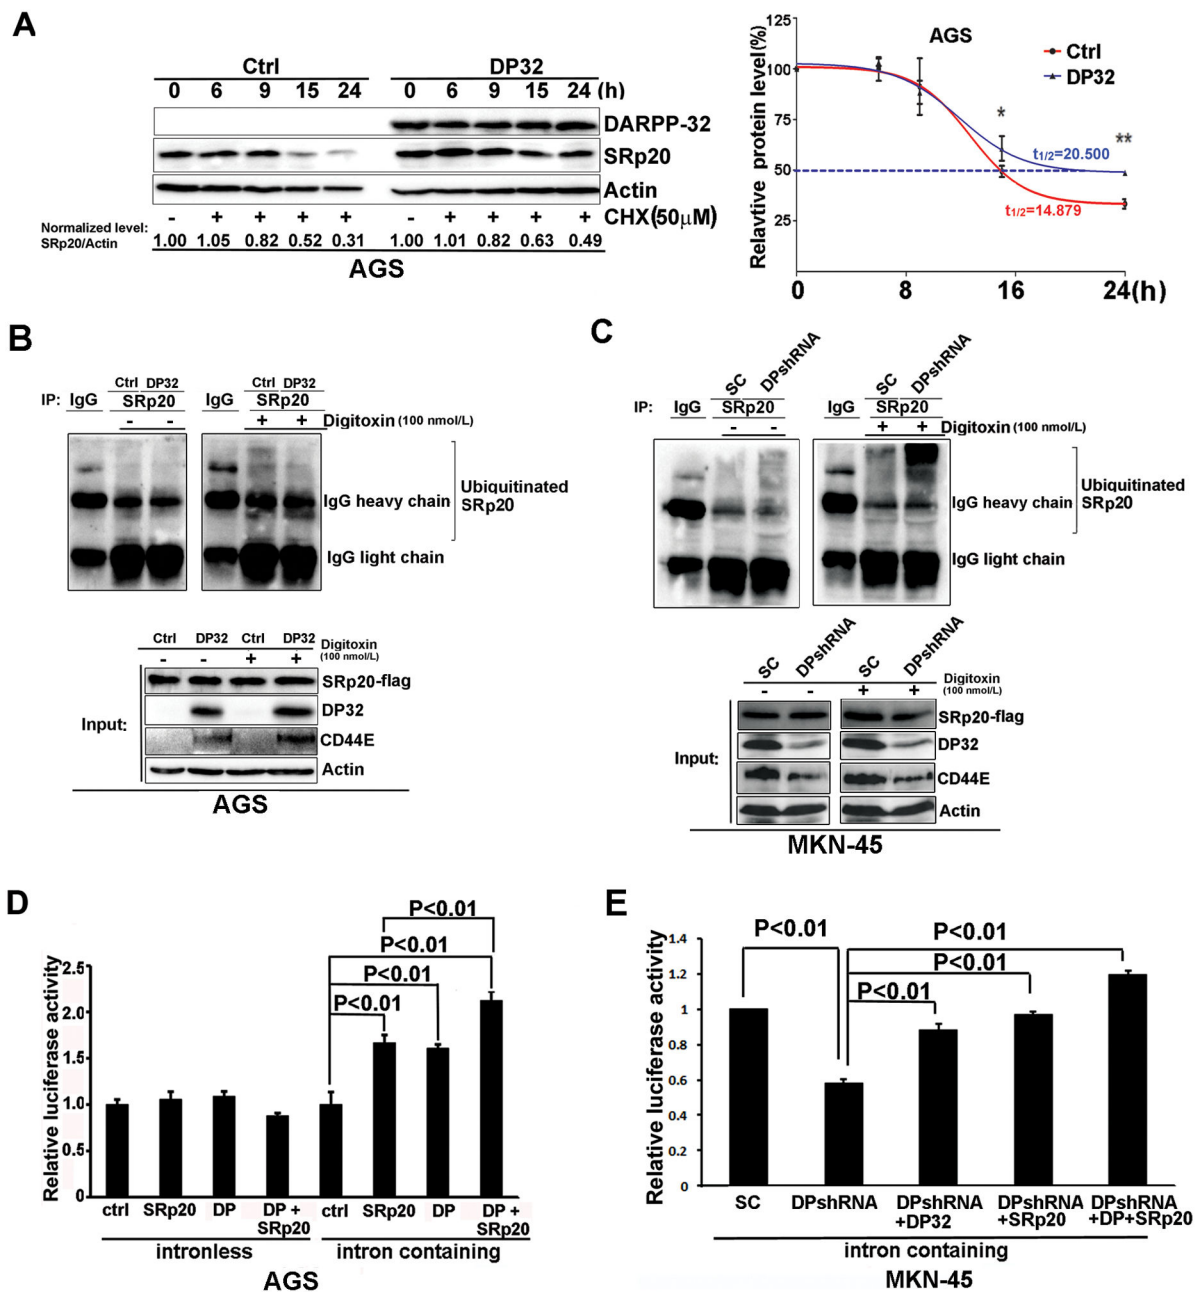 A
Ctrl DP32
0 6 9 15 24 0 6 9 15 24 (h)
DARPP-32
SRp20
Actin
- + + + + - + + + + CHX(50μM)
Normalized level:
SRp20/Actin
1.00 1.05 0.82 0.52 0.31 1.00 1.01 0.82 0.63 0.49
AGS
Relavtive protein level(%)
125
100
75
50
25
AGS
Ctrl
DP32
*
**
t1/2=20.500
t1/2=14.879
0 8 16 24(h)
B
Ctrl DP32 Ctrl DP32
IP: IgG SRp20 IgG SRp20
- - + + Digitoxin (100 nmol/L)
IgG heavy chain
Ubiquitinated
SRp20
IgG light chain
Ctrl DP32 Ctrl DP32 Digitoxin
- - + + (100 nmol/L)
SRp20-flag
DP32
Input:
CD44E
Actin
AGS
C
SC DPshRNA SC DPshRNA
IP: IgG SRp20 IgG SRp20
- - + + Digitoxin (100 nmol/L)
IgG heavy chain
Ubiquitinated
SRp20
IgG light chain
SC DPshRNA SC DPshRNA
Digitoxin
- - + + (100 nmol/L)
SRp20-flag
DP32
Input:
CD44E
Actin
MKN-45
D
Relative luciferase activity
2.5
2.0
1.5
1.0
0.5
0
P<0.01
P<0.01
P<0.01
P<0.01
ctrl SRp20 DP DP + SRp20 ctrl SRp20 DP DP + SRp20
intronless intron containing
AGS
E
Relative luciferase activity
1.4
1.2
1
0.8
0.6
0.4
0.2
0
P<0.01
P<0.01
P<0.01
P<0.01
SC DPshRNA DPshRNA +DP32 DPshRNA +SRp20 DPshRNA +DP+SRp20
intron containing
MKN-45